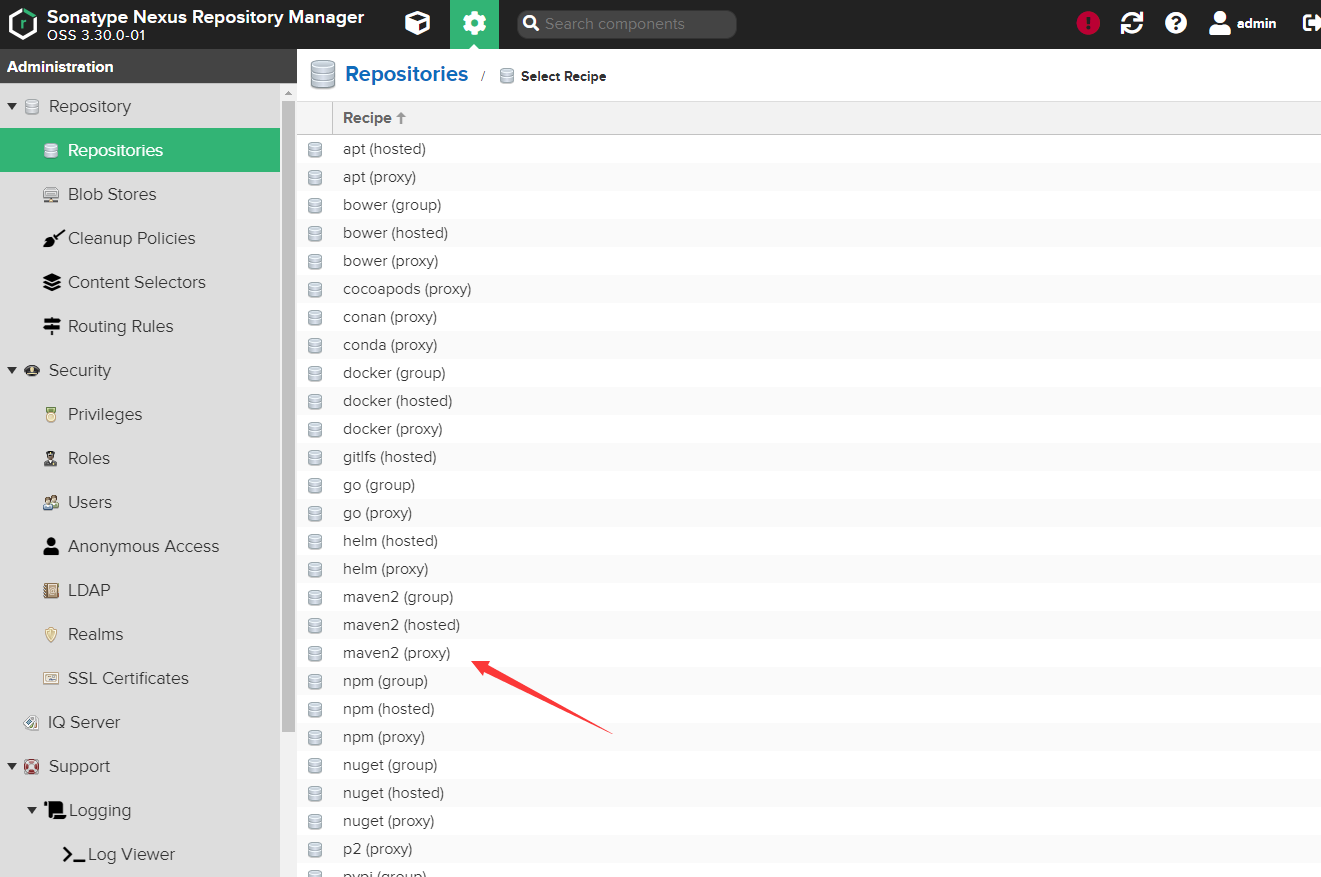 Sonatype Nexus Repository Manager
OSS 3.30.0-01
Search components
admin
Administration
Repository
Repositories
Blob Stores
Cleanup Policies
Content Selectors
Routing Rules
Security
Privileges
Roles
Users
Anonymous Access
LDAP
Realms
SSL Certificates
IQ Server
Support
Logging
Log Viewer
Repositories / Select Recipe
Recipe
apt (hosted)
apt (proxy)
bower (group)
bower (hosted)
bower (proxy)
cocoapods (proxy)
conan (proxy)
conda (proxy)
docker (group)
docker (hosted)
docker (proxy)
gitlfs (hosted)
go (group)
go (proxy)
helm (hosted)
helm (proxy)
maven2 (group)
maven2 (hosted)
maven2 (proxy)
npm (group)
npm (hosted)
npm (proxy)
nuget (group)
nuget (hosted)
nuget (proxy)
p2 (proxy)
pypi (group)